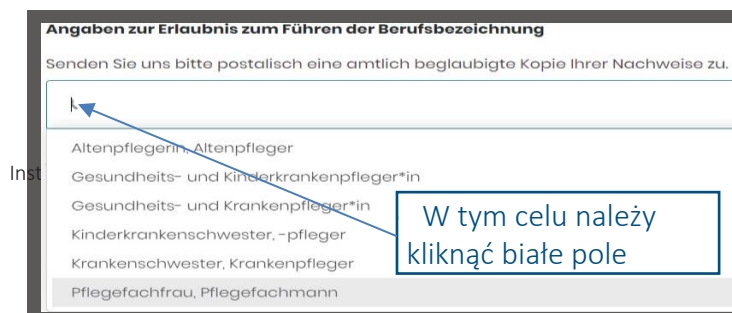 Angaben zur Erlaubnis zum Führen der Berufsbezeichnung
Senden Sie uns bitte postalisch eine amtlich beglaubigte Kopie Ihrer Nachweise zu.
Altenpflegerin, Altenpfleger
Inst
Gesundheits- und Kinderkrankenpfleger*in
Gesundheits- und Krankenpfleger*in
Kinderkrankenschwester, -pfleger
Krankenschwester, Krankenpfleger
Pflegefachfrau, Pflegefachmann
W tym celu należy
kliknąć białe pole